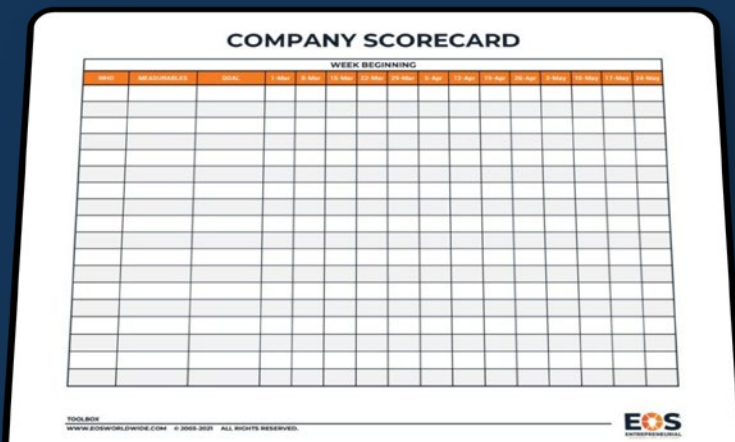 COMPANY SCORECARD
WEEK BEGINNING
WHO MEASURABLES GOAL 1-Mar 8-Mar 15-Mar 22-Mar 29-Mar 5-Apr 12-Apr 19-Apr 26-Apr 3-May 10-May 17-May 24-May
TOOLBOX
WWW.EOSWORLDWIDE.COM © 2003-2021 ALL RIGHTS RESERVED.
EOS
ENTREPRENEURIAL